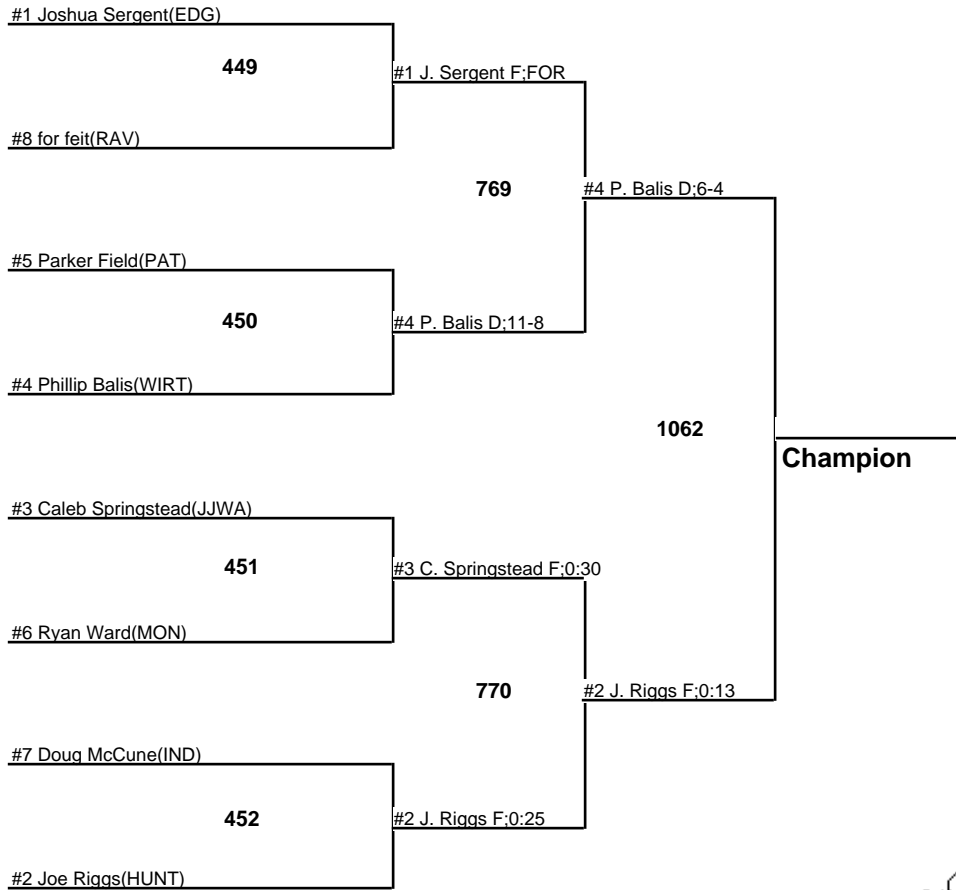 #1 Joshua Sergent(EDG)
449
#1 J. Sergent F;FOR
#8 for feit(RAV)
769
#4 P. Balis D;6-4
#5 Parker Field(PAT)
450
#4 P. Balis D;11-8
#4 Phillip Balis(WIRT)
1062
Champion
#3 Caleb Springstead(JJWA)
451
#3 C. Springstead F;0:30
#6 Ryan Ward(MON)
770
#2 J. Riggs F;0:13
#7 Doug McCune(IND)
452
#2 J. Riggs F;0:25
#2 Joe Riggs(HUNT)